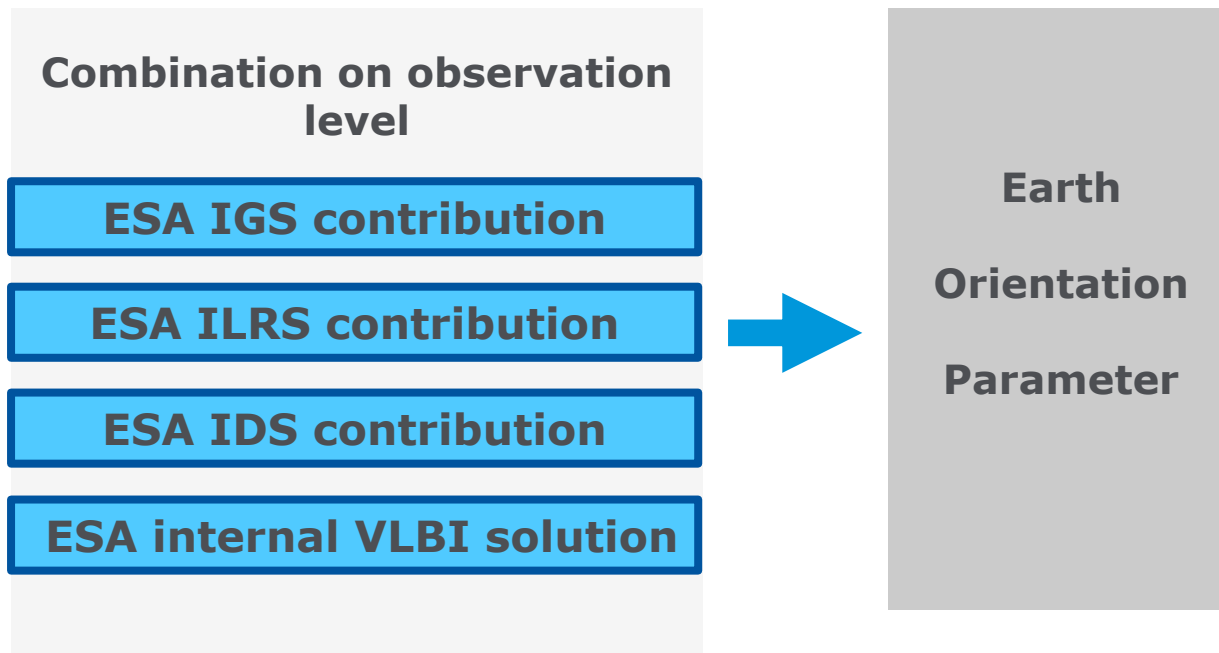 Combination on observation
level
ESA IGS contribution
ESA ILRS contribution
ESA IDS contribution
ESA internal VLBI solution
Earth
Orientation
Parameter